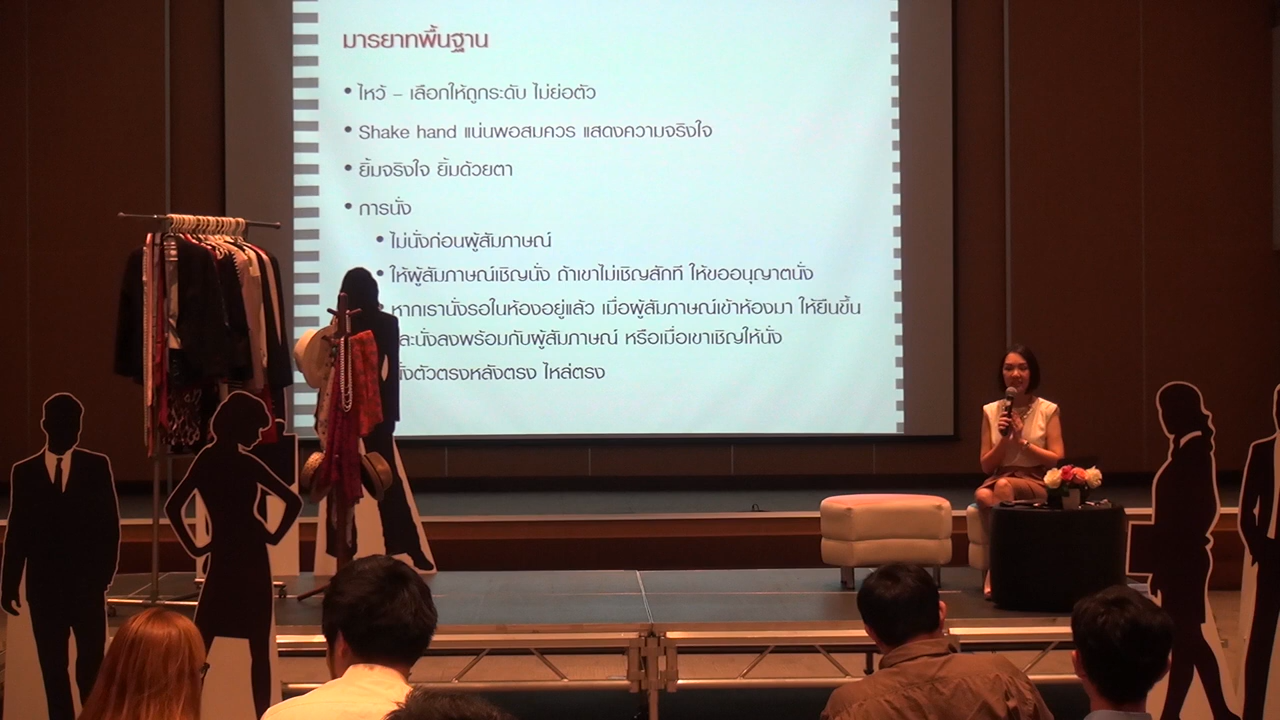 มารยาทพื้นฐาน
• ไหว้ – เลือกให้ถูกระดับ ไม่ย่อตัว
• Shake hand แน่นพอสมควร แสดงความจริงใจ
• ยิ้มจริงใจ ยิ้มด้วยตา
• การนั่ง
• ไม่นั่งก่อนผู้สัมภาษณ์
• ให้ผู้สัมภาษณ์เชิญนั่ง ถ้าเขาไม่เชิญสักที ให้ขออนุญาตนั่ง
หากเรานั่งรอในห้องอยู่แล้ว เมื่อผู้สัมภาษณ์เข้าห้องมา ให้ยืนขึ้น
ละนั่งลงพร้อมกับผู้สัมภาษณ์ หรือเมื่อเขาเชิญให้นั่ง
นั่งตัวตรงหลังตรง ไหล่ตรง